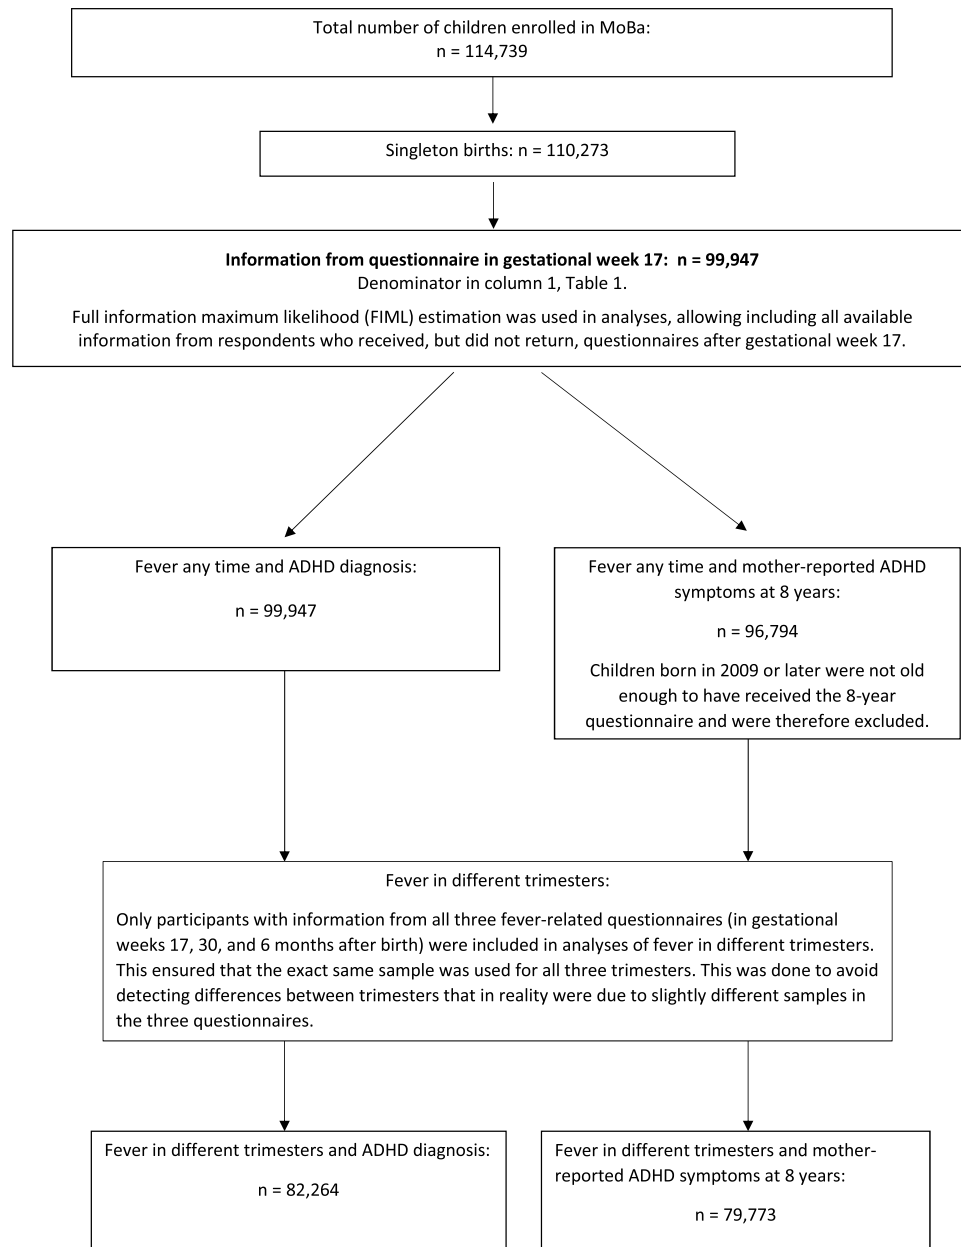 Total number of children enrolled in MoBa:
n = 114,739
Singleton births: n = 110,273
Information from questionnaire in gestational week 17:  n = 99,947
Denominator in column 1, Table 1.
Full information maximum likelihood (FIML) estimation was used in analyses, allowing including all available
information from respondents who received, but did not return, questionnaires after gestational week 17.
Fever any time and ADHD diagnosis:
n = 99,947
Fever any time and mother-reported ADHD
symptoms at 8 years:
n = 96,794
Children born in 2009 or later were not old
enough to have received the 8-year
questionnaire and were therefore excluded.
Fever in different trimesters:
Only participants with information from all three fever-related questionnaires (in gestational
weeks 17, 30, and 6 months after birth) were included in analyses of fever in different trimesters.
This ensured that the exact same sample was used for all three trimesters. This was done to avoid
detecting differences between trimesters that in reality were due to slightly different samples in
the three questionnaires.
Fever in different trimesters and ADHD diagnosis:
n = 82,264
Fever in different trimesters and mother-
reported ADHD symptoms at 8 years:
n = 79,773